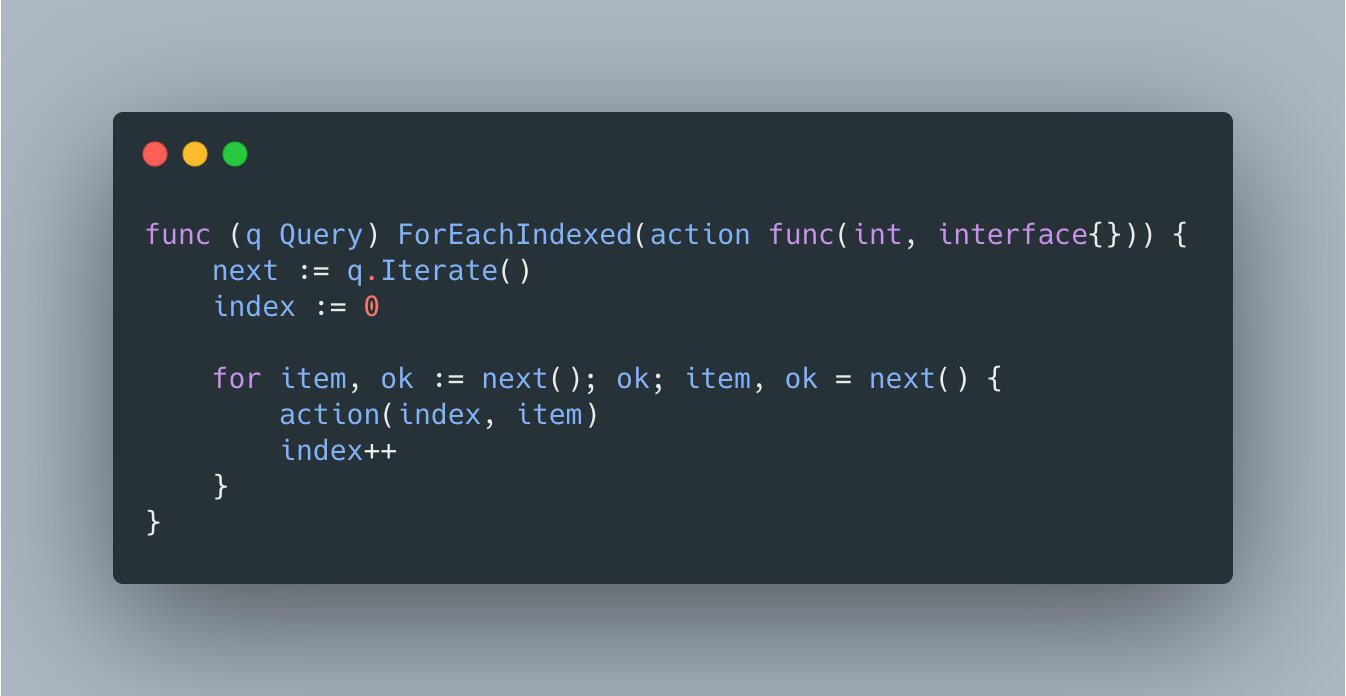 func (q Query) ForEachIndexed(action func(int, interface{})) {
    next := q.Iterate()
    index := 0

    for item, ok := next(); ok; item, ok = next() {
        action(index, item)
        index++
    }
}